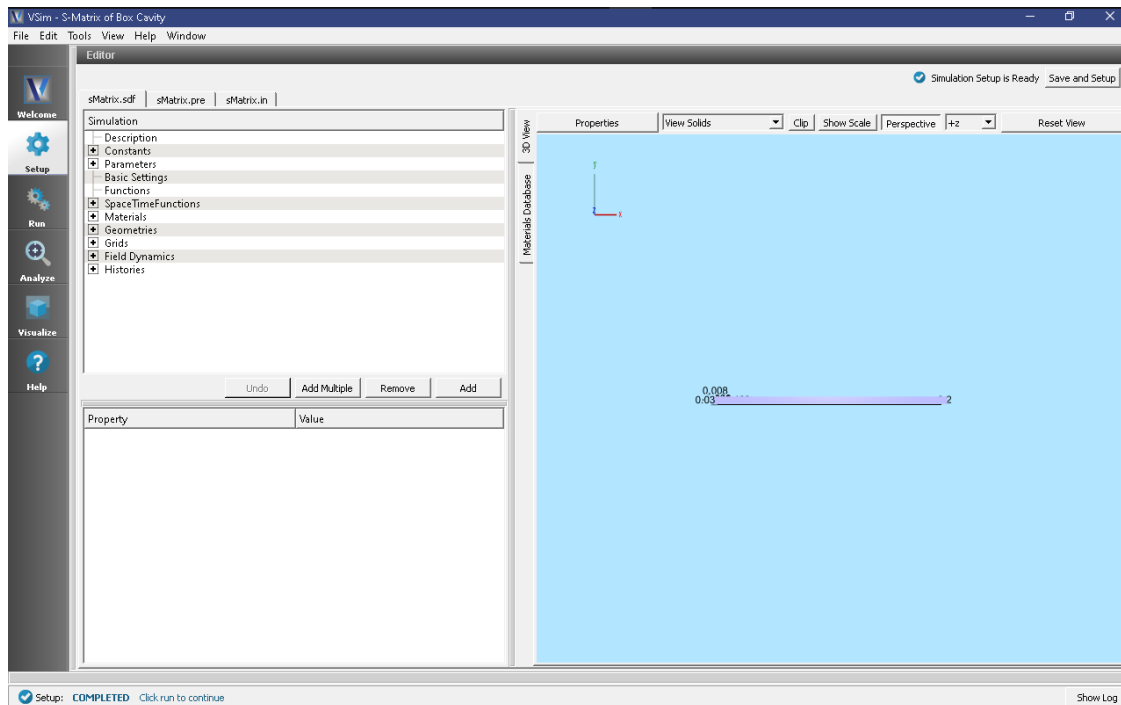 VSim - S-Matrix of Box Cavity
File Edit Tools View Help Window
Editor
Simulation Setup is Ready Save and Setup
Welcome
Setup
Run
Analyze
Visualize
Help
sMatrix.sdf sMatrix.pre sMatrix.in
Simulation
Description
Constants
Parameters
Basic Settings
Functions
SpaceTimeFunctions
Materials
Geometries
Grids
Field Dynamics
Histories
Undo Add Multiple Remove Add
Property Value
3D View
Materials Database
Properties View Solids Clip Show Scale Perspective +z Reset View
Y
Z X
0.008
0.03
2
Setup: COMPLETED Click run to continue
Show Log